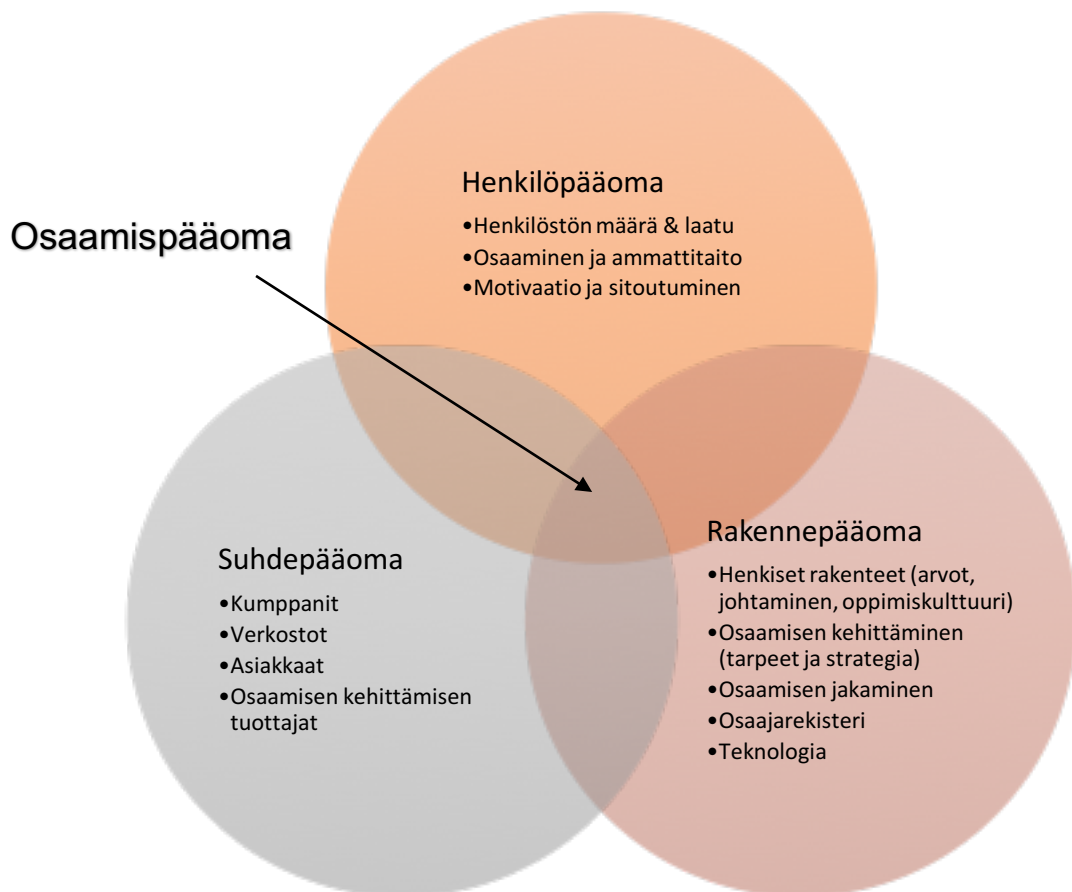 Henkilöpääoma
•Henkilöstön määrä & laatu
•Osaaminen ja ammattitaito
•Motivaatio ja sitoutuminen
Osaamispääoma
Suhdepääoma
•Kumppanit
•Verkostot
•Asiakkaat
•Osaamisen kehittämisen
tuottajat
Rakennepääoma
•Henkiset rakenteet (arvot,
johtaminen, oppimiskulttuuri)
•Osaamisen kehittäminen
(tarpeet ja strategia)
•Osaamisen jakaminen
•Osaajarekisteri
•Teknologia